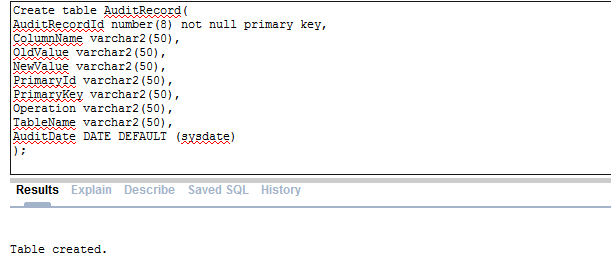 Create table AuditRecord(
AuditRecordId number(8) not null primary key,
ColumnName varchar2(50),
OldValue varchar2(50),
NewValue varchar2(50),
PrimaryId varchar2(50),
PrimaryKey varchar2(50),
Operation varchar2(50),
TableName varchar2(50),
AuditDate DATE DEFAULT (sysdate)
);
Results Explain Describe Saved SQL History
Table created.